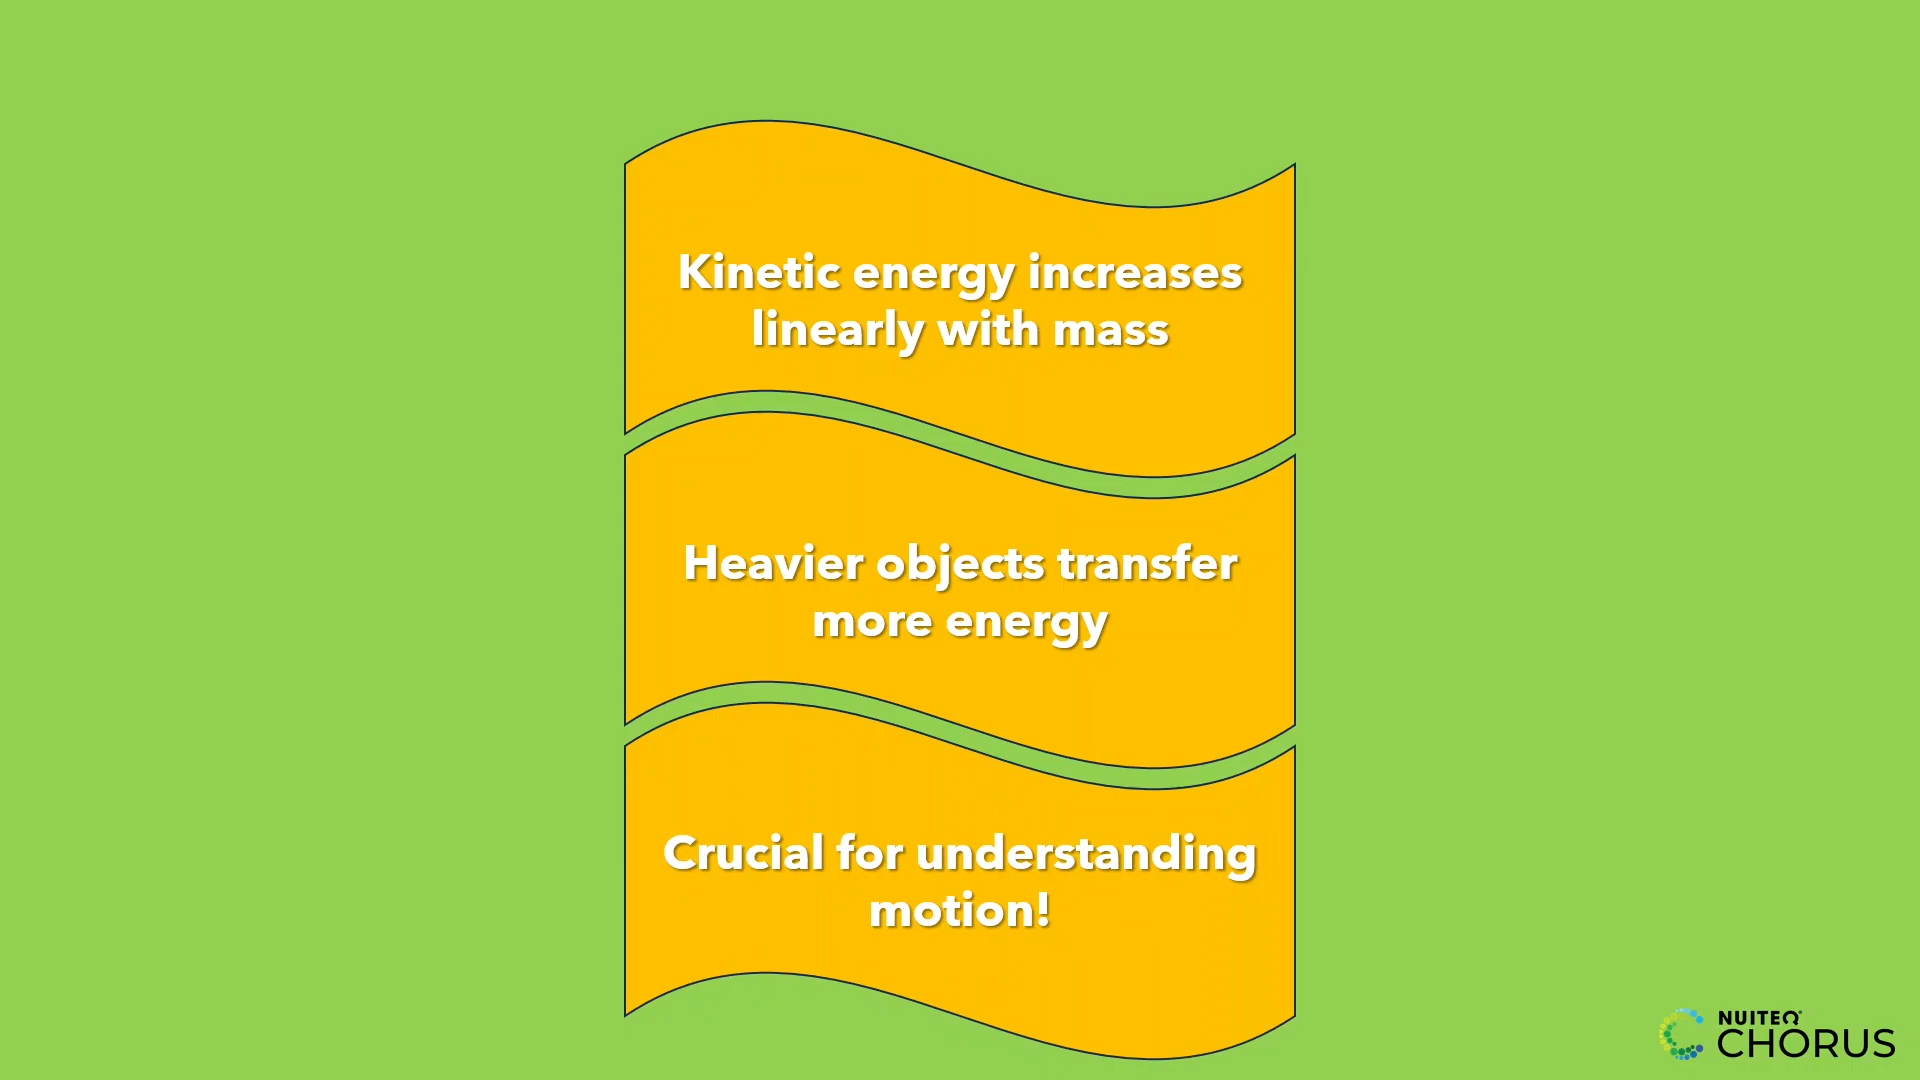 Kinetic energy increases
linearly with mass
Heavier objects transfer
more energy
Crucial for understanding
motion!
NUITEQ
CHORUS